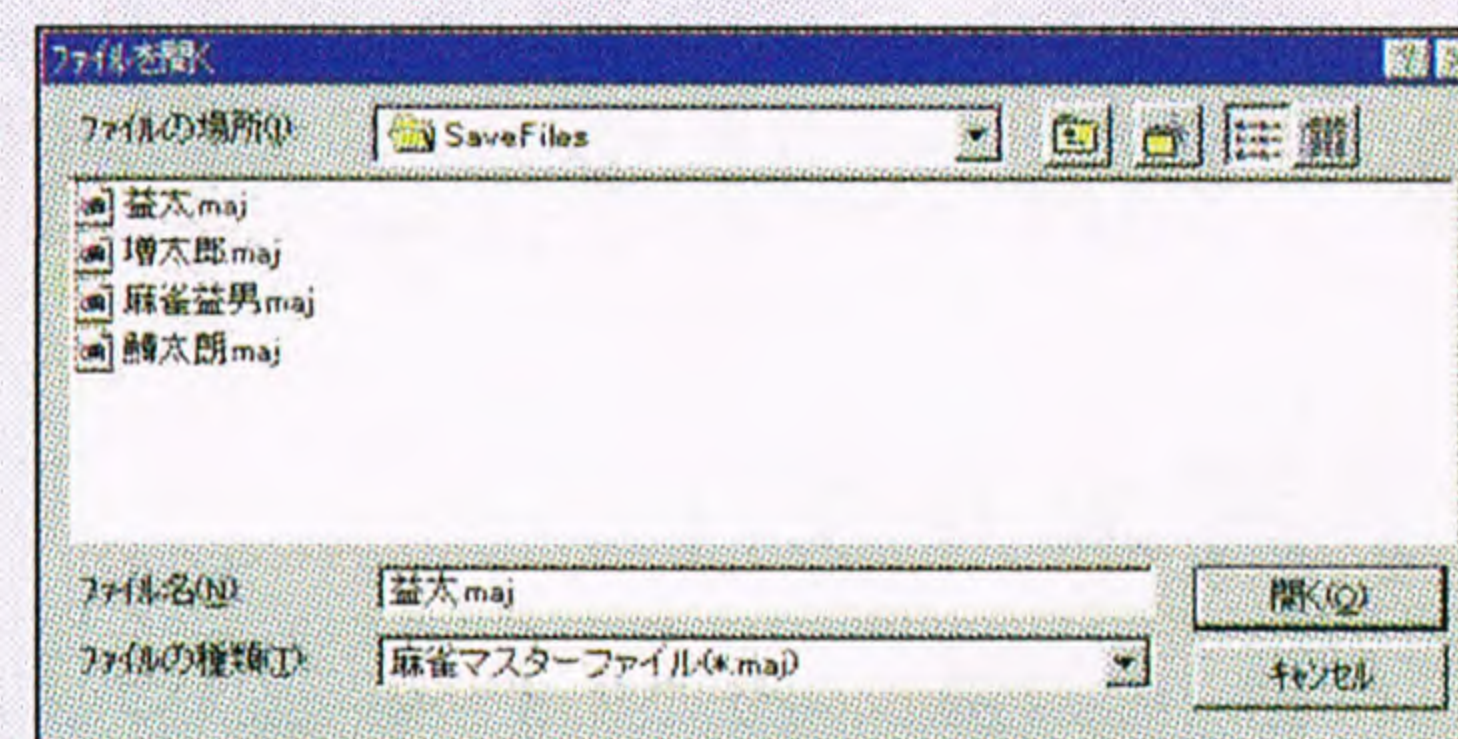 ファイルを開く
ファイルの場所(I): SaveFiles
益太.maj
増太郎.maj
麻雀益男.maj
鱒太朗.maj
ファイル名(N): 益太.maj 開く(O)
ファイルの種類(T): 麻雀マスターファイル(*.maj) キャンセル